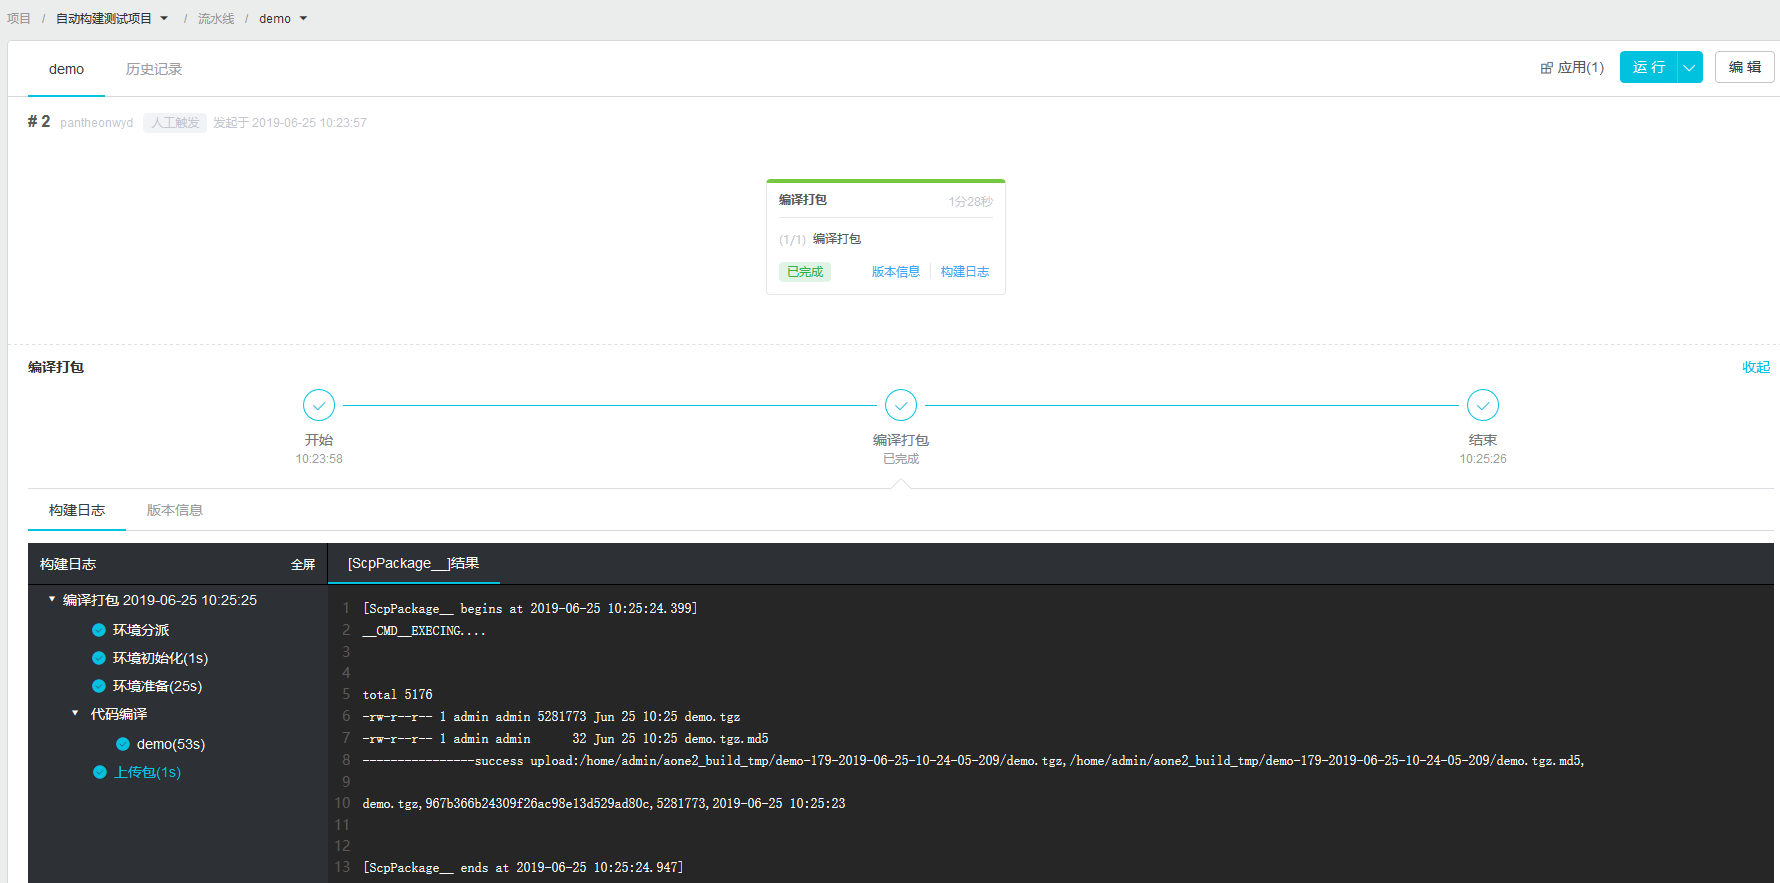 项目 / 自动构建测试项目 / 流水线 / demo
demo 历史记录 应用(1) 运行 编辑
# 2 pantheonwyd 人工触发 发起于 2019-06-25 10:23:57
编译打包 1分28秒
(1/1) 编译打包
已完成 版本信息 构建日志
编译打包 收起
开始 编译打包 结束
10:23:58 已完成 10:25:26
构建日志 版本信息
构建日志 全屏 [ScpPackage__]结果
编译打包 2019-06-25 10:25:25
环境分派
环境初始化(1s)
环境准备(25s)
代码编译
demo(53s)
上传包(1s)
1 [ScpPackage__ begins at 2019-06-25 10:25:24.399]
2 __CMD__EXECING....
3
4
5 total 5176
6 -rw-r--r-- 1 admin admin 5281773 Jun 25 10:25 demo.tgz
7 -rw-r--r-- 1 admin admin      32 Jun 25 10:25 demo.tgz.md5
8 ----------------success upload:/home/admin/aone2_build_tmp/demo-179-2019-06-25-10-24-05-209/demo.tgz,/home/admin/aone2_build_tmp/demo-179-2019-06-25-10-24-05-209/demo.tgz.md5,
9
10 demo.tgz,967b366b24309f26ac98e13d529ad80c,5281773,2019-06-25 10:25:23
11
12
13 [ScpPackage__ ends at 2019-06-25 10:25:24.947]